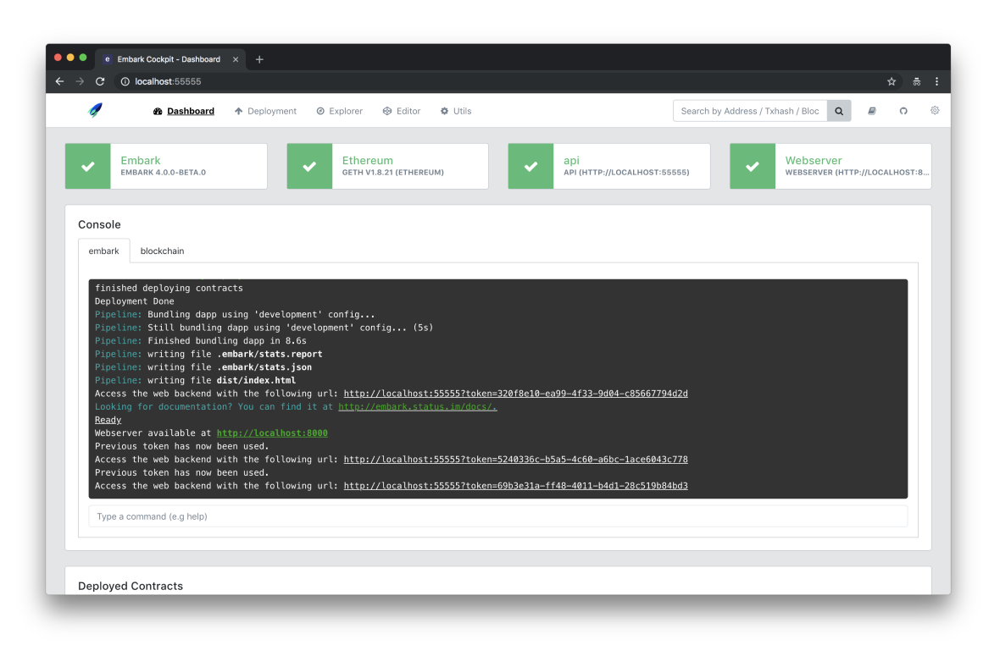 Embark Cockpit - Dashboard
localhost:55555
Dashboard Deployment Explorer Editor Utils Search by Address / Txhash / Bloc
Embark
EMBARK 4.0.0-BETA.0
Ethereum
GETH V1.8.21 (ETHEREUM)
api
API (HTTP://LOCALHOST:55555)
Webserver
WEBSERVER (HTTP://LOCALHOST:8...
Console
embark blockchain
finished deploying contracts
Deployment Done
Pipeline: Bundling dapp using 'development' config...
Pipeline: Still bundling dapp using 'development' config... (5s)
Pipeline: Finished bundling dapp in 8.6s
Pipeline: writing file .embark/stats.report
Pipeline: writing file .embark/stats.json
Pipeline: writing file dist/index.html
Access the web backend with the following url: http://localhost:55555?token=320f8e10-ea99-4f33-9d04-c85667794d2d
Looking for documentation? You can find it at http://embark.status.im/docs/.
Ready
Webserver available at http://localhost:8000
Previous token has now been used.
Access the web backend with the following url: http://localhost:55555?token=5240336c-b5a5-4c60-a6bc-1ace6043c778
Previous token has now been used.
Access the web backend with the following url: http://localhost:55555?token=69b3e31a-ff48-4011-b4d1-28c519b84bd3
Type a command (e.g help)
Deployed Contracts